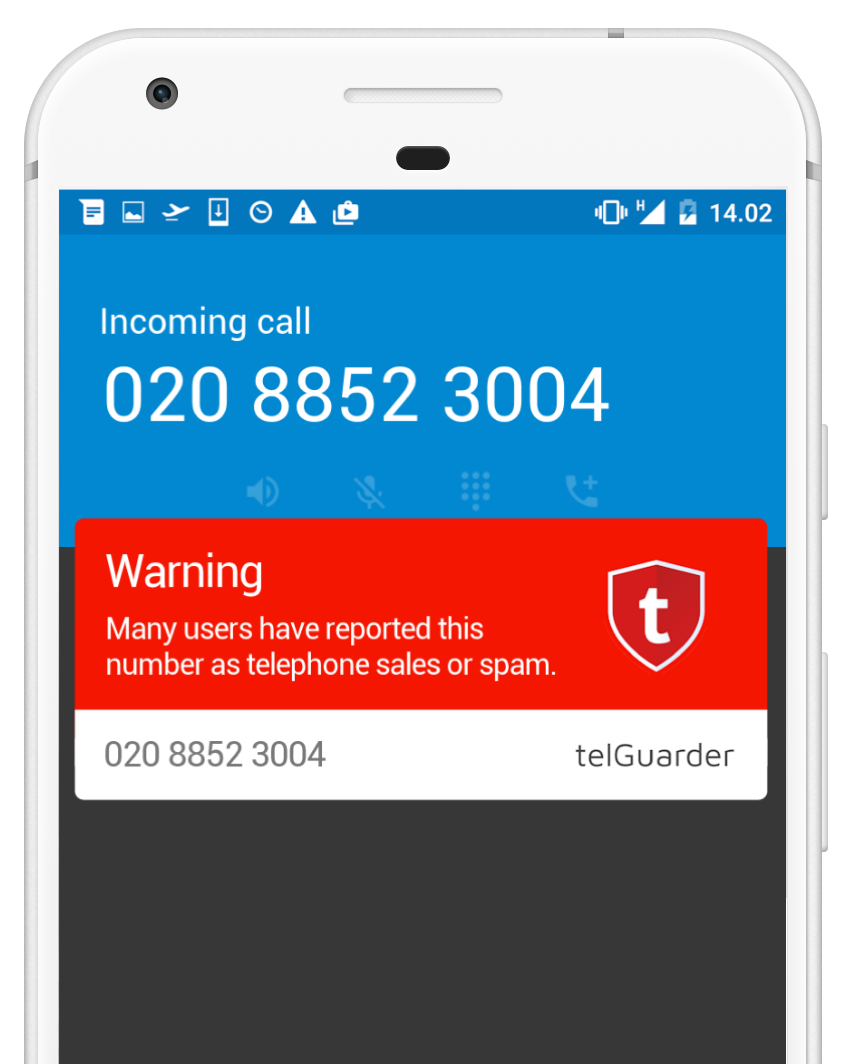 H 14.02
Incoming call
020 8852 3004
Warning
Many users have reported this
number as telephone sales or spam.
t
020 8852 3004
telGuarder